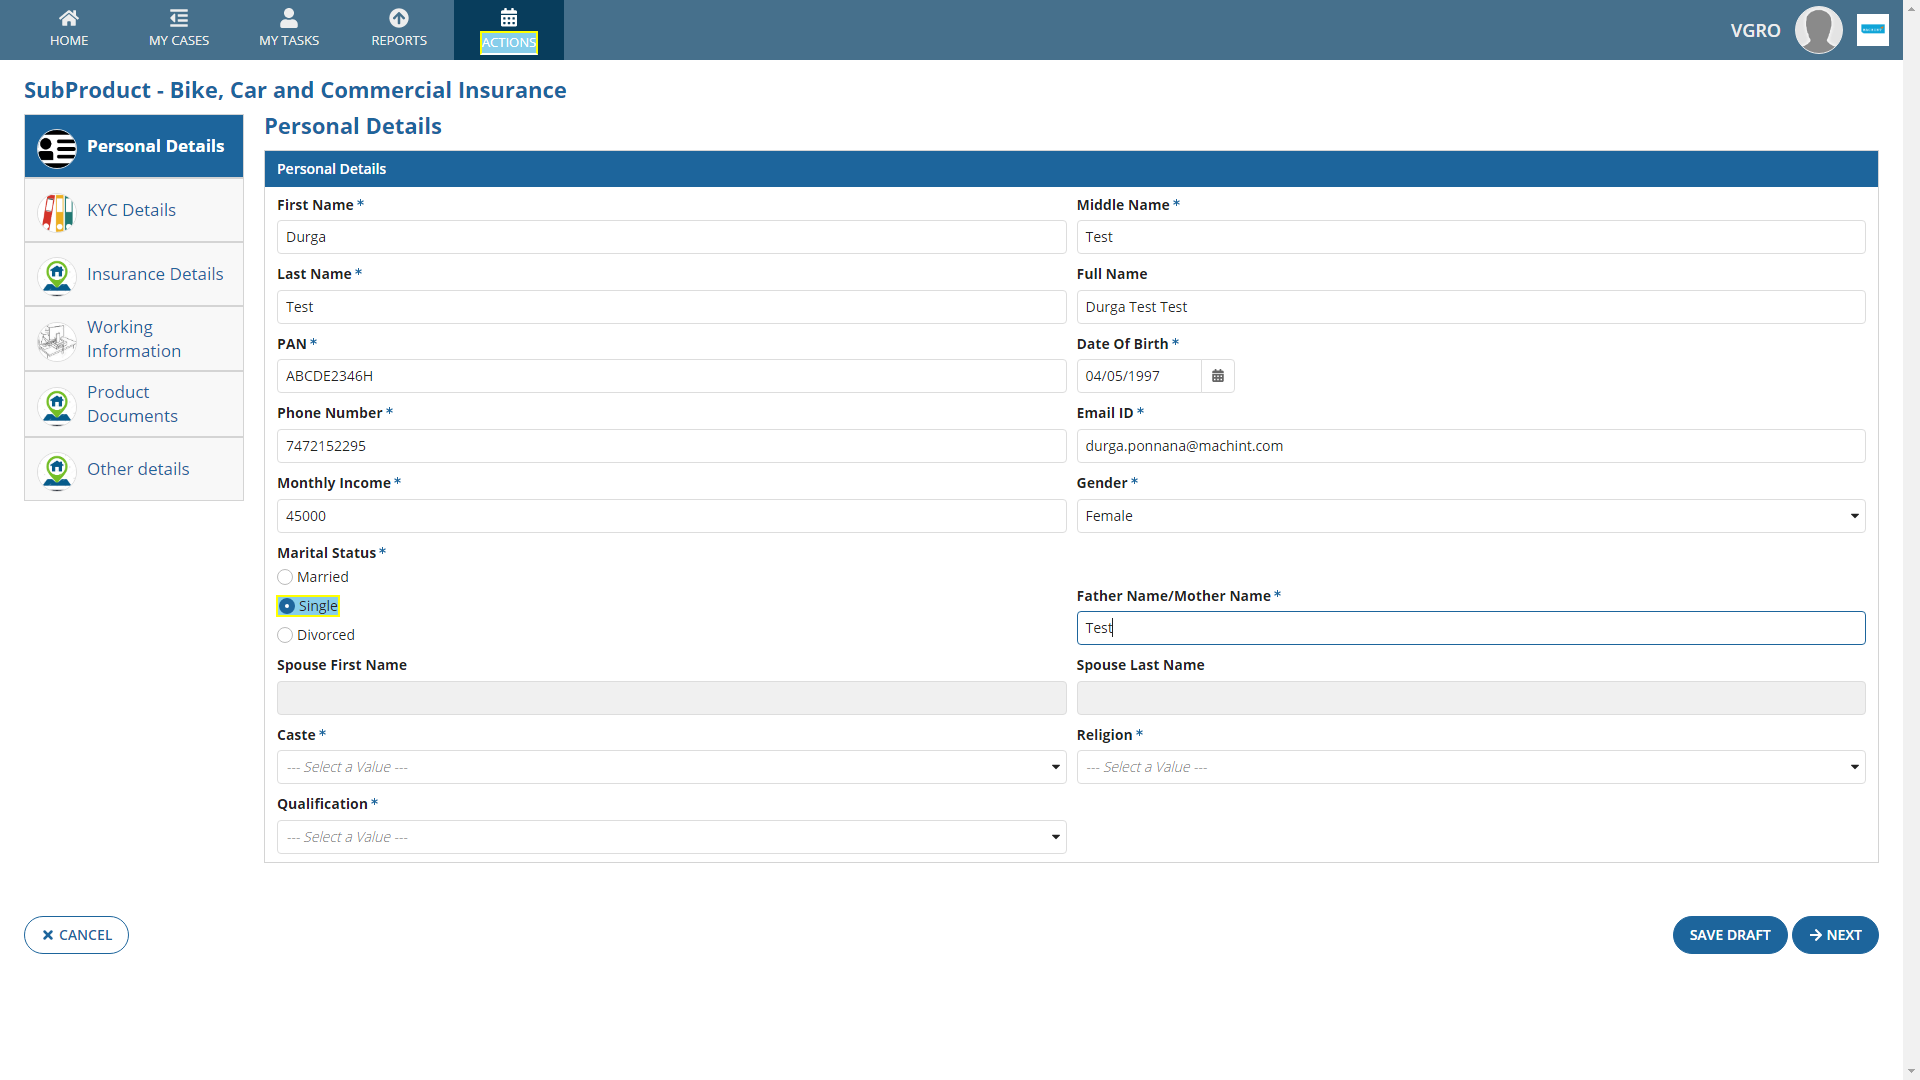 HOME
MY CASES
MY TASKS
REPORTS
ACTIONS
VGRO
SubProduct - Bike, Car and Commercial Insurance
Personal Details
KYC Details
Insurance Details
Working
Information
Product
Documents
Other details
Personal Details
Personal Details
First Name *
Durga
Middle Name *
Test
Last Name *
Test
Full Name
Durga Test Test
PAN *
ABCDE2346H
Date Of Birth *
04/05/1997
Phone Number *
7472152295
Email ID *
durga.ponnana@machint.com
Monthly Income *
45000
Gender *
Female
Marital Status *
Married
Single
Divorced
Father Name/Mother Name *
Test
Spouse First Name
Spouse Last Name
Caste *
--- Select a Value ---
Religion *
--- Select a Value ---
Qualification *
--- Select a Value ---
CANCEL
SAVE DRAFT
NEXT